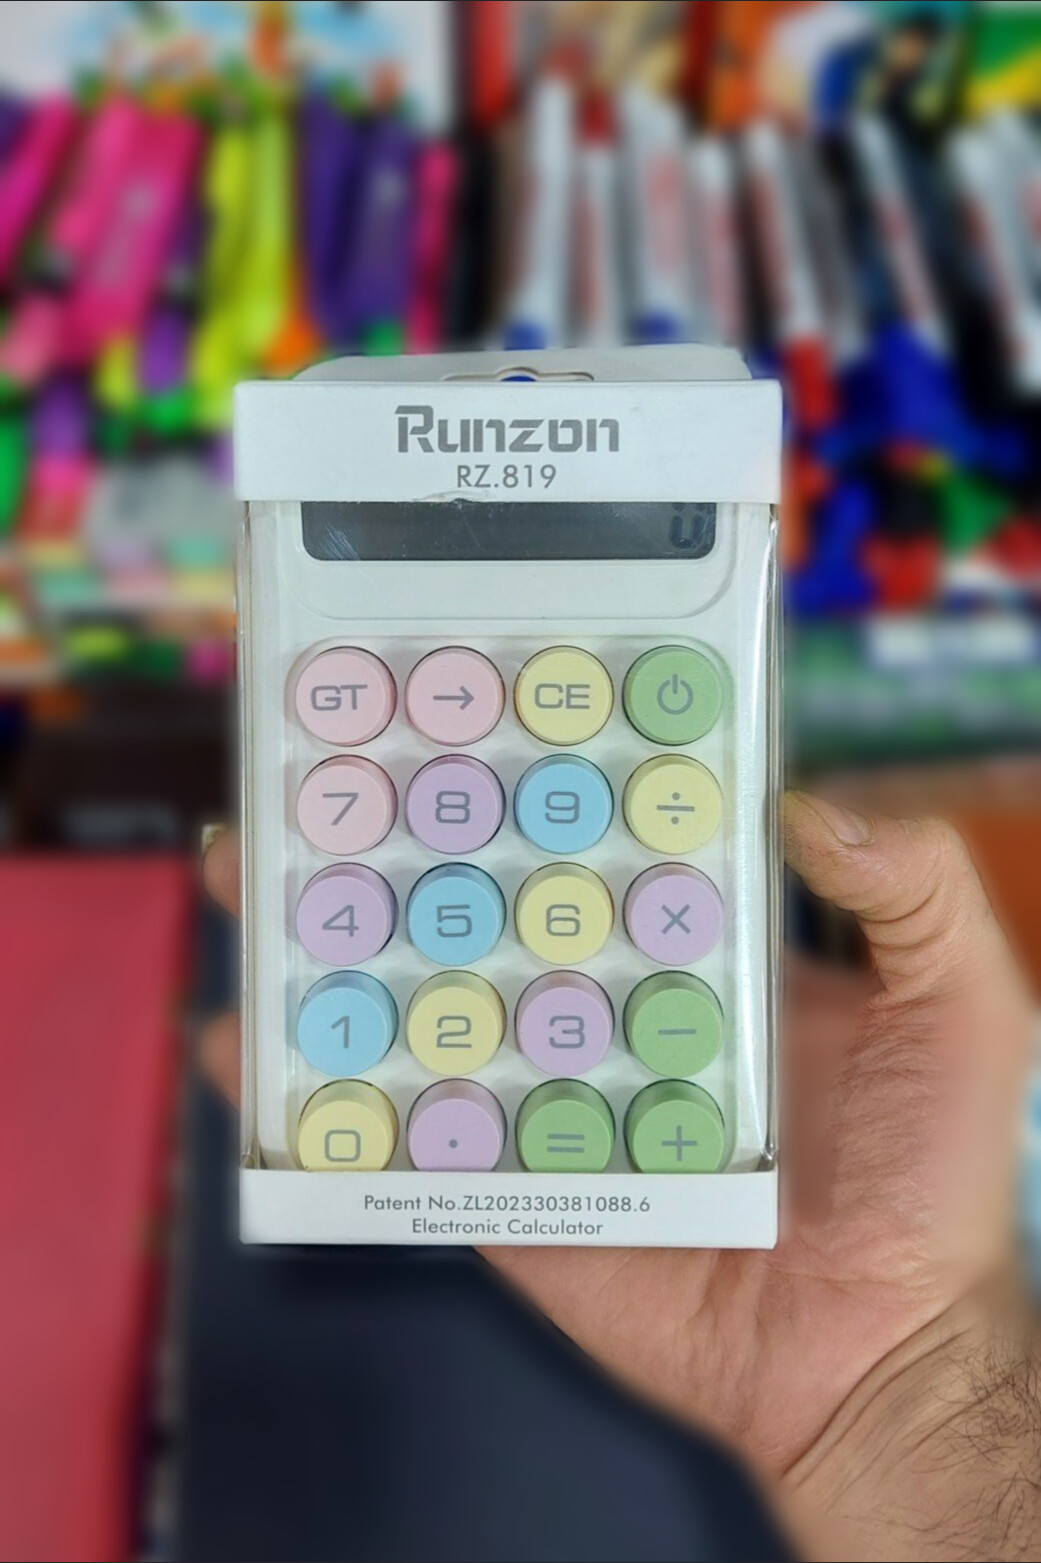 Runzon
RZ.819
0
GT → CE
7 8 9 ÷
4 5 6 ×
1 2 3 −
0 . = +
Patent No.ZL202330381088.6
Electronic Calculator